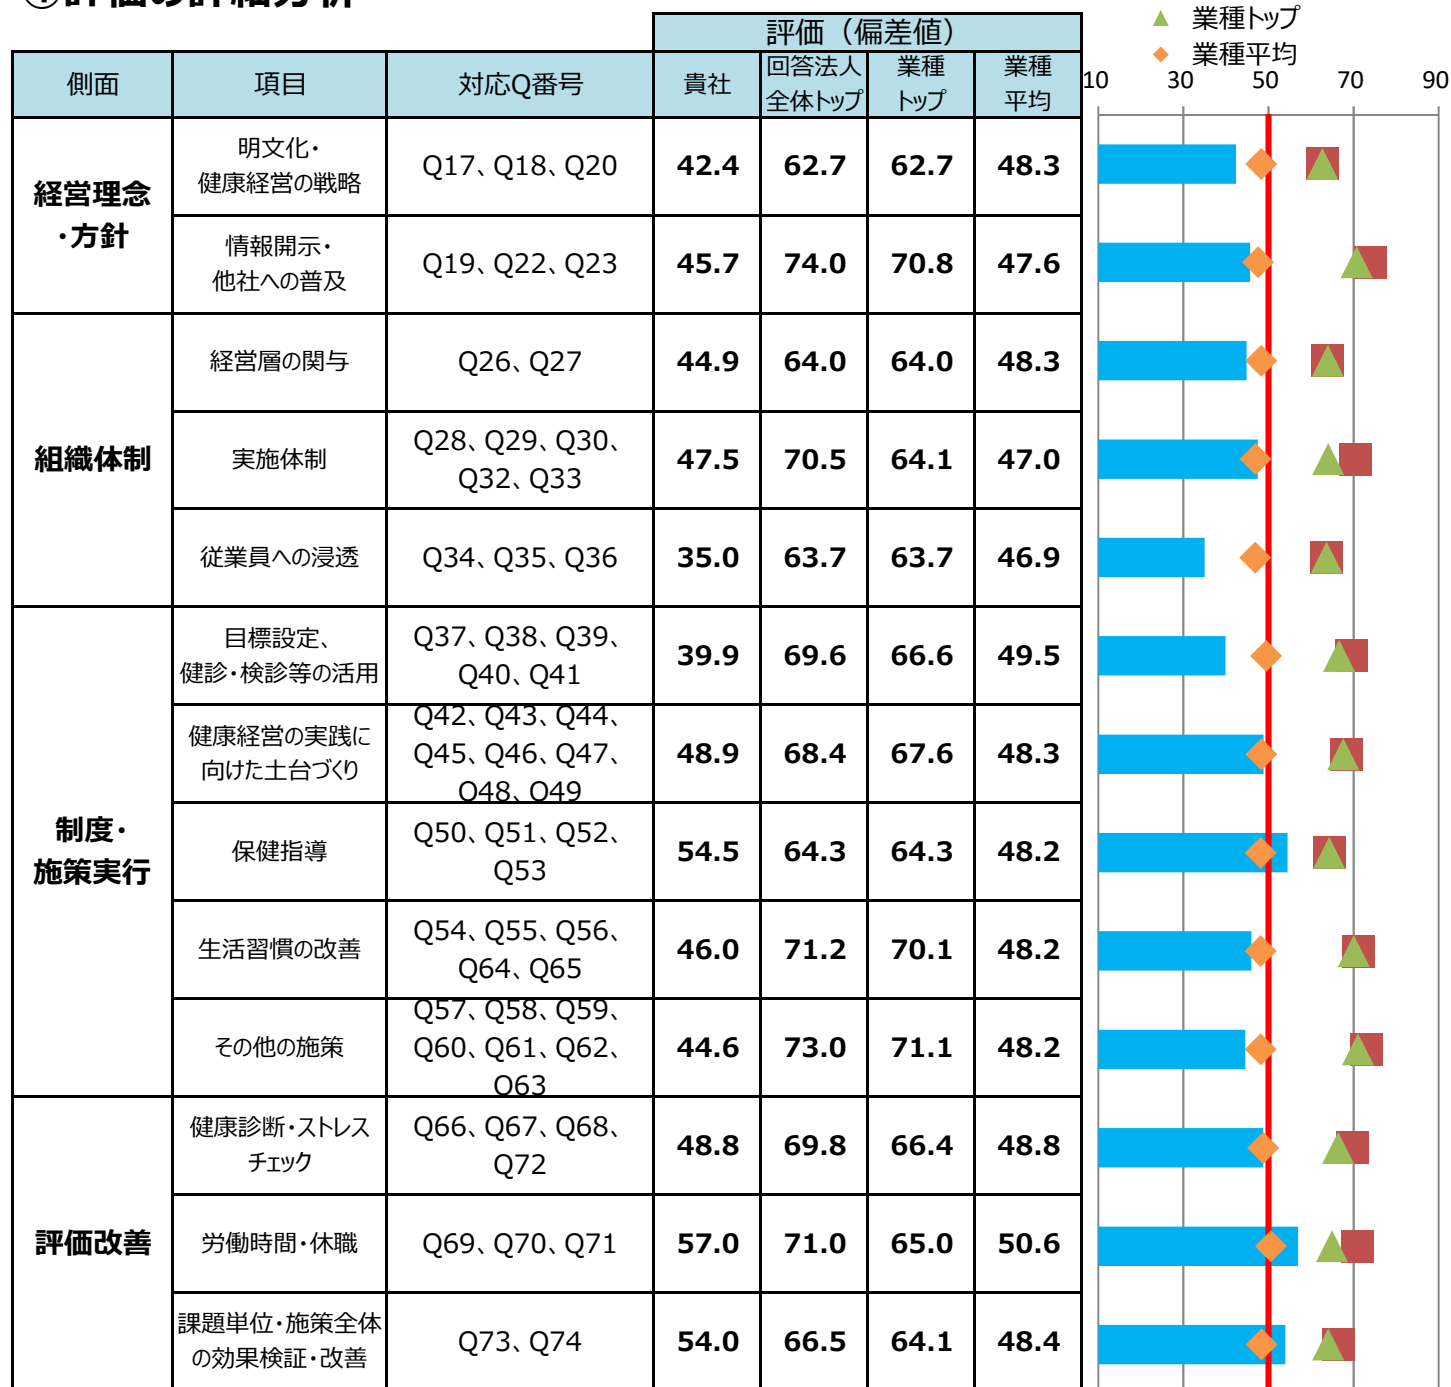 ①評価の詳細分析
▲ 業種トップ
◆ 業種平均
評価（偏差値）
側面 項目 対応Q番号 貴社 回答法人 業種 業種
全体トップ トップ 平均
10 30 50 70 90
明文化・
健康経営の戦略
Q17、Q18、Q20 42.4 62.7 62.7 48.3
経営理念
・方針
情報開示・
他社への普及
Q19、Q22、Q23 45.7 74.0 70.8 47.6
経営層の関与 Q26、Q27 44.9 64.0 64.0 48.3
組織体制
実施体制
Q28、Q29、Q30、
Q32、Q33
47.5 70.5 64.1 47.0
従業員への浸透 Q34、Q35、Q36 35.0 63.7 63.7 46.9
目標設定、
健診・検診等の活用
Q37、Q38、Q39、
Q40、Q41
39.9 69.6 66.6 49.5
健康経営の実践に
向けた土台づくり
Q42、Q43、Q44、
Q45、Q46、Q47、
Q48、Q49
48.9 68.4 67.6 48.3
制度・
施策実行
保健指導
Q50、Q51、Q52、
Q53
54.5 64.3 64.3 48.2
生活習慣の改善
Q54、Q55、Q56、
Q64、Q65
46.0 71.2 70.1 48.2
その他の施策
Q57、Q58、Q59、
Q60、Q61、Q62、
Q63
44.6 73.0 71.1 48.2
健康診断・ストレス
チェック
Q66、Q67、Q68、
Q72
48.8 69.8 66.4 48.8
評価改善
労働時間・休職 Q69、Q70、Q71 57.0 71.0 65.0 50.6
課題単位・施策全体
の効果検証・改善
Q73、Q74 54.0 66.5 64.1 48.4